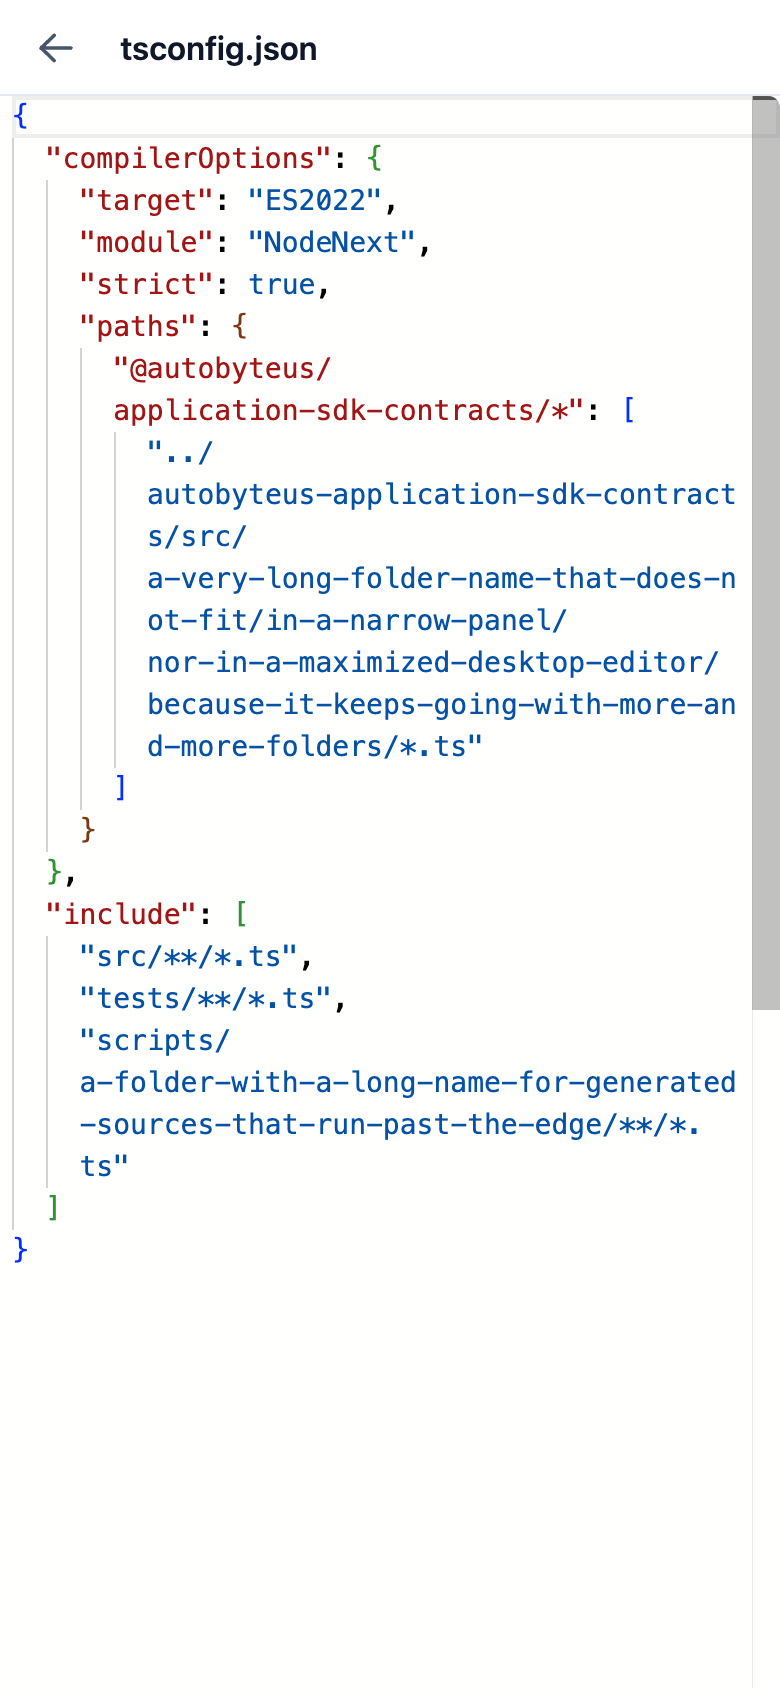 tsconfig.json
{
"compilerOptions": {
"target": "ES2022",
"module": "NodeNext",
"strict": true,
"paths": {
"@autobyteus/
application-sdk-contracts/*": [
"../
autobyteus-application-sdk-contract
s/src/
a-very-long-folder-name-that-does-n
ot-fit/in-a-narrow-panel/
nor-in-a-maximized-desktop-editor/
because-it-keeps-going-with-more-an
d-more-folders/*.ts"
]
}
},
"include": [
"src/**/*.ts",
"tests/**/*.ts",
"scripts/
a-folder-with-a-long-name-for-generated
-sources-that-run-past-the-edge/**/*.
ts"
]
}